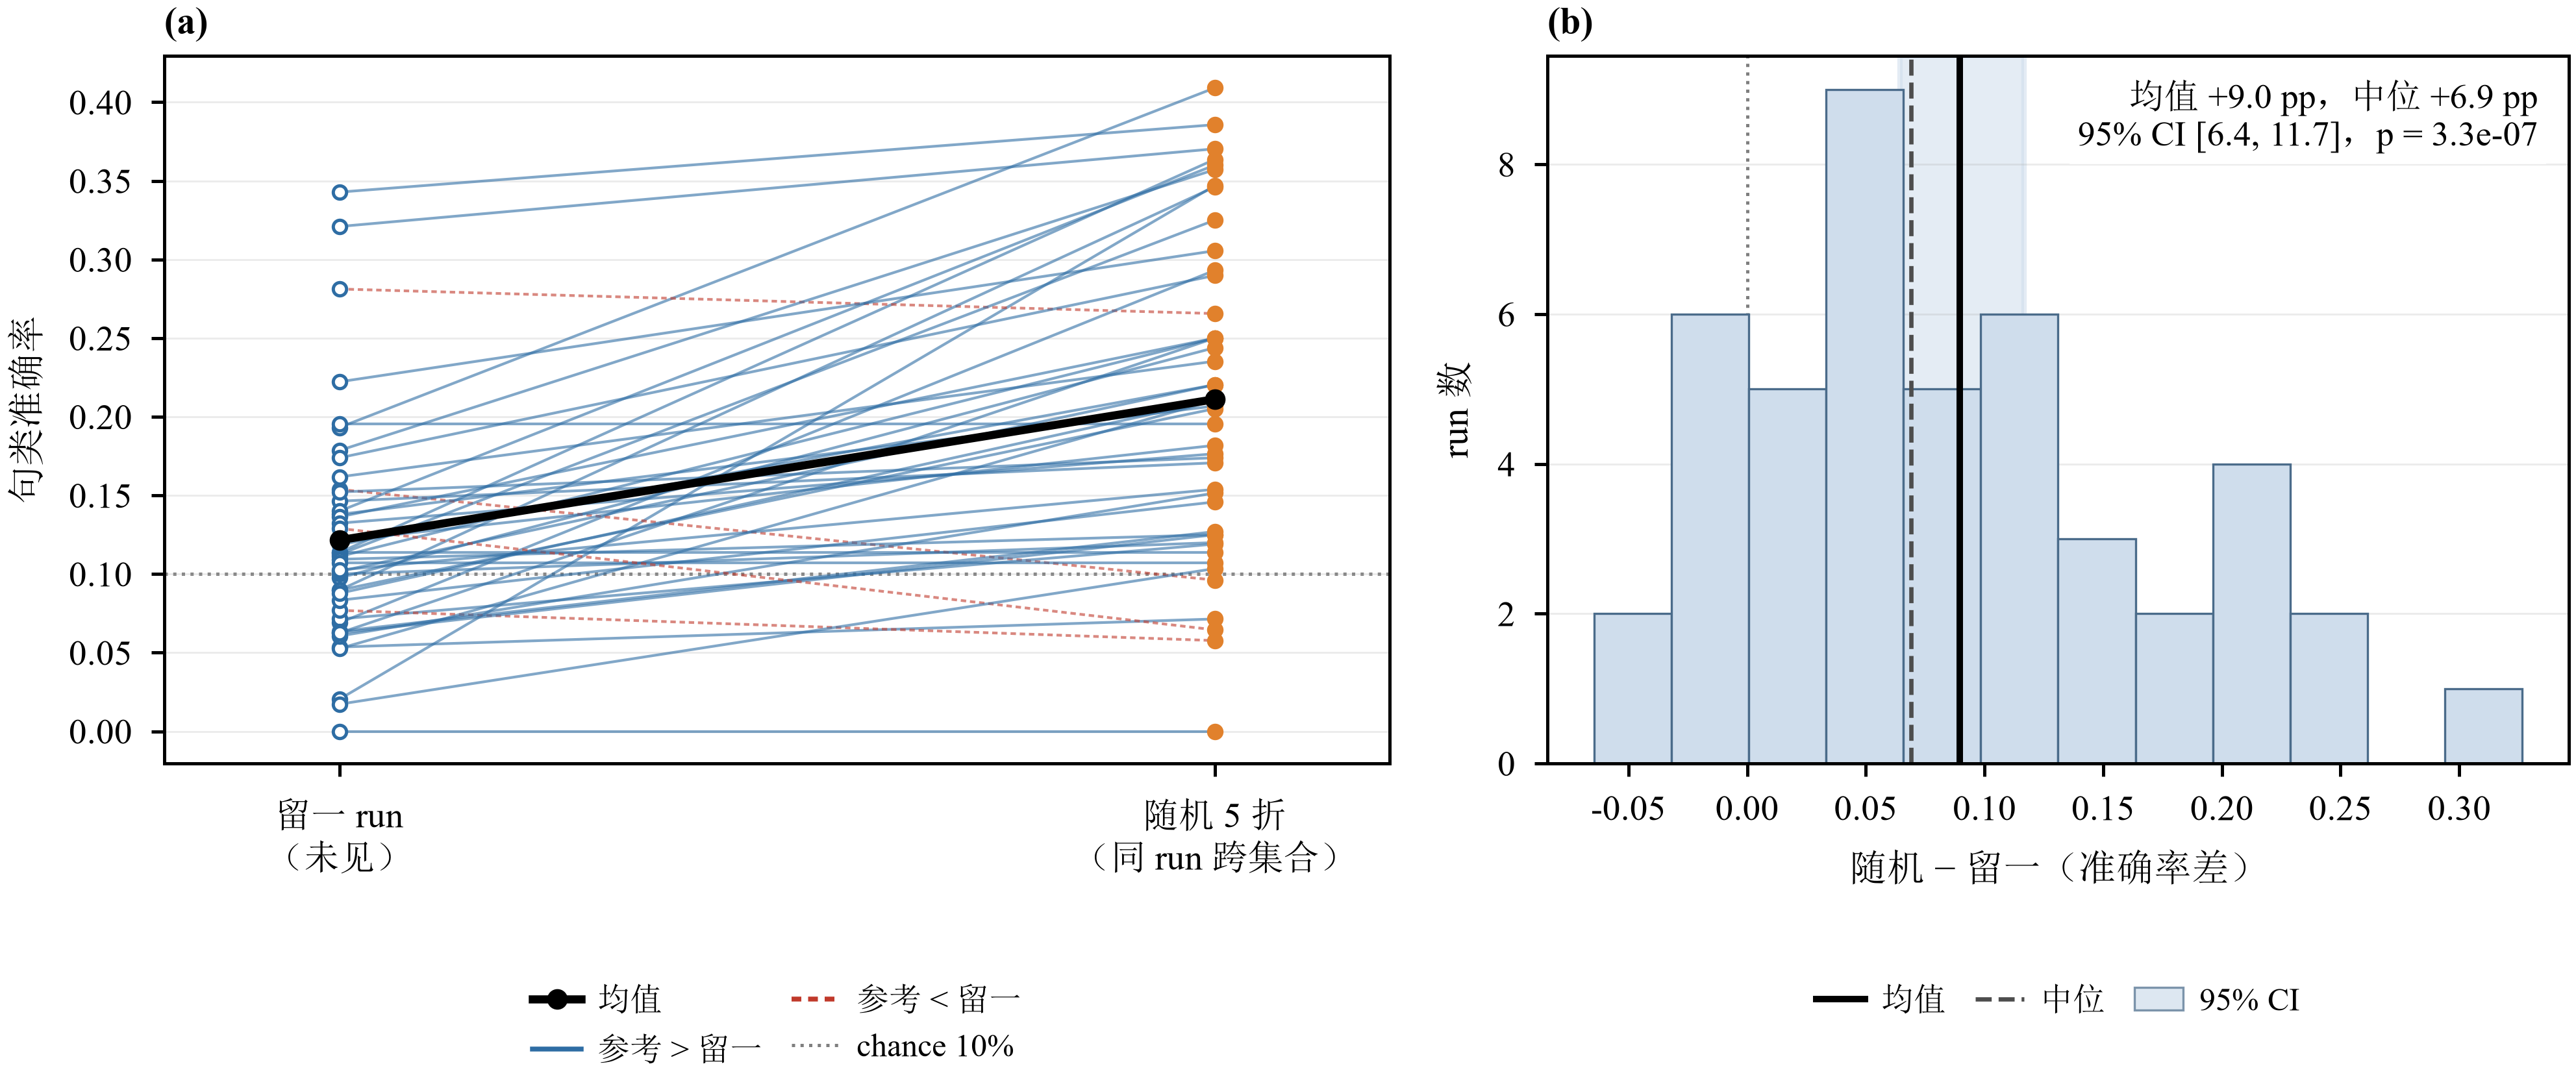 (a)
句类准确率
0.40
0.35
0.30
0.25
0.20
0.15
0.10
0.05
0.00
留一 run
（未见）
随机 5 折
（同 run 跨集合）
均值
参考 > 留一
参考 < 留一
chance 10%
(b)
均值 +9.0 pp，中位 +6.9 pp
95% CI [6.4, 11.7]，p = 3.3e-07
run 数
8
6
4
2
0
-0.05
0.00
0.05
0.10
0.15
0.20
0.25
0.30
随机 – 留一（准确率差）
均值
中位
95% CI